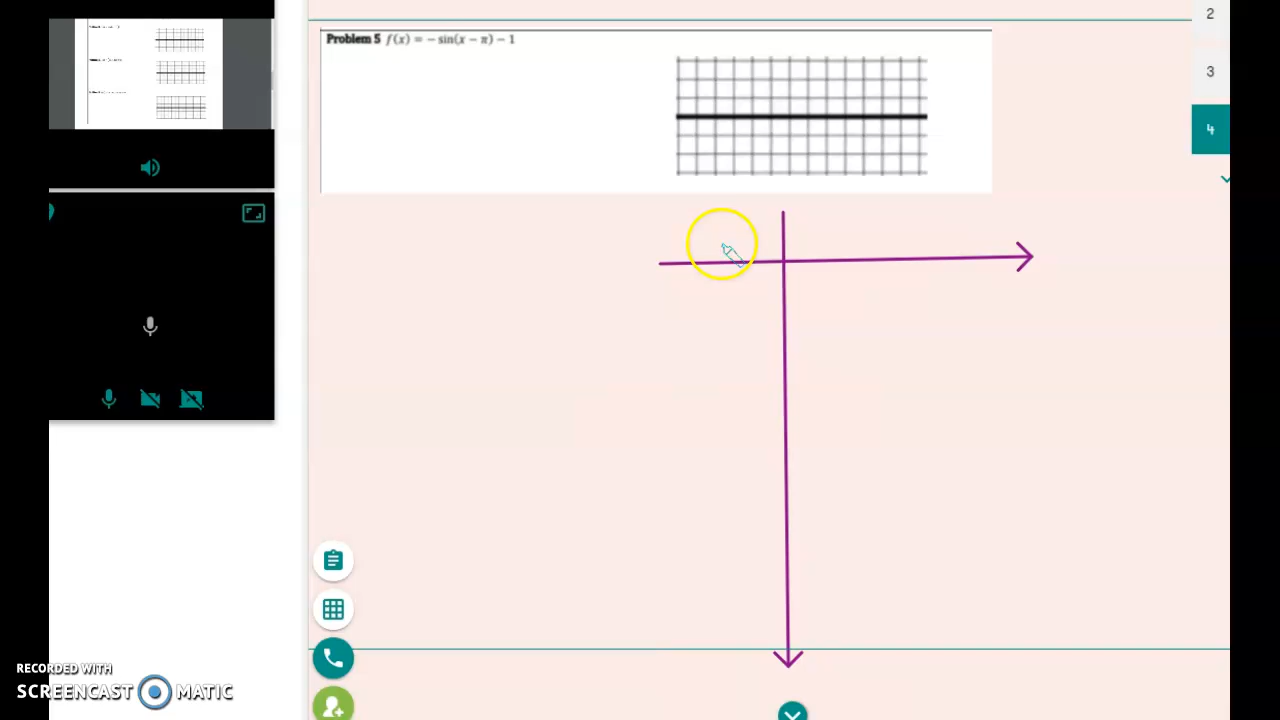 Problem 5 f(x) = − sin(x − π) − 1
2
3
4
RECORDED WITH
SCREENCAST MATIC